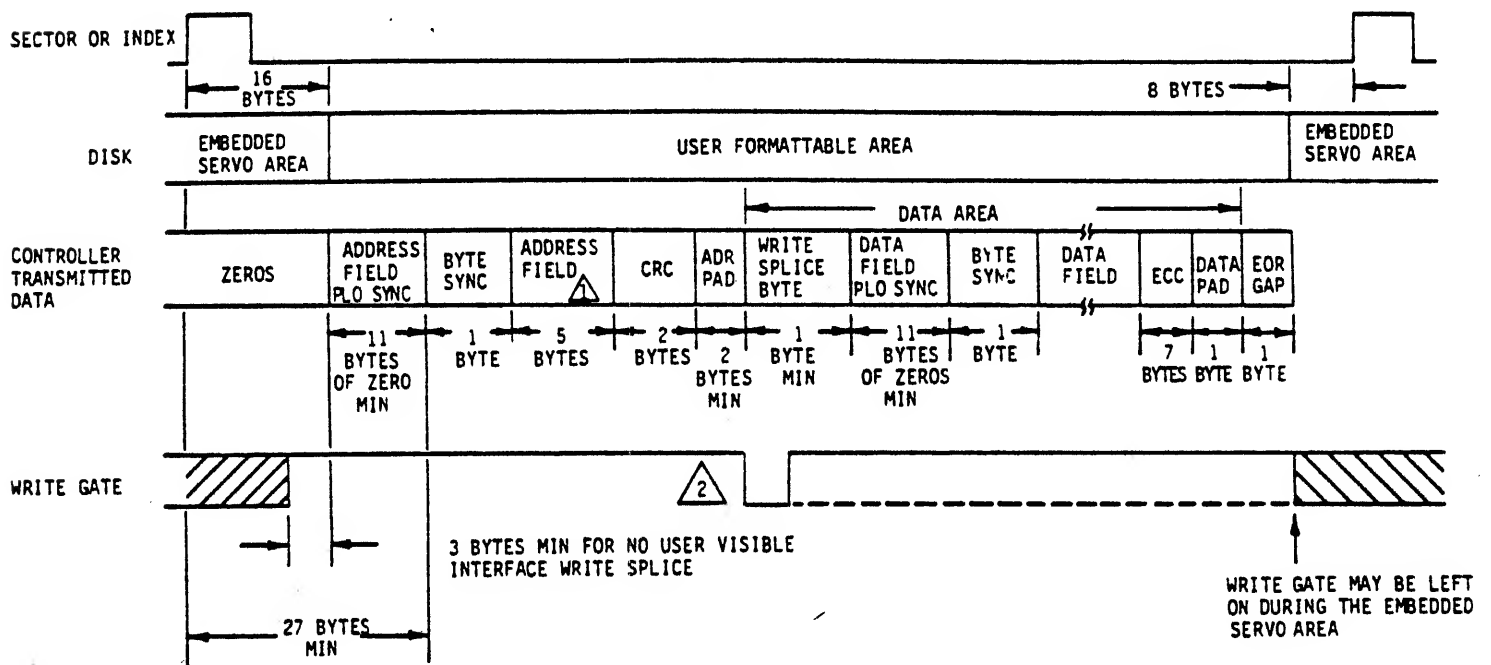 SECTOR OR INDEX
16
BYTES
8 BYTES
DISK
EMBEDDED
SERVO AREA
USER FORMATTABLE AREA
EMBEDDED
SERVO AREA
DATA AREA
CONTROLLER
TRANSMITTED
DATA
ZEROS
ADDRESS
FIELD
PLO SYNC
BYTE
SYNC
ADDRESS
FIELD
1
CRC
ADR
PAD
WRITE
SPLICE
BYTE
DATA
FIELD
PLO SYNC
BYTE
SYNC
DATA
FIELD
ECC
DATA
PAD
EOR
GAP
11
BYTES
OF ZERO
MIN
1
BYTE
5
BYTES
2
BYTES
2
BYTES
MIN
1
BYTE
MIN
11
BYTES
OF ZEROS
MIN
1
BYTE
7
BYTES
1
BYTE
1
BYTE
WRITE GATE
2
3 BYTES MIN FOR NO USER VISIBLE
INTERFACE WRITE SPLICE
27 BYTES
MIN
WRITE GATE MAY BE LEFT
ON DURING THE EMBEDDED
SERVO AREA